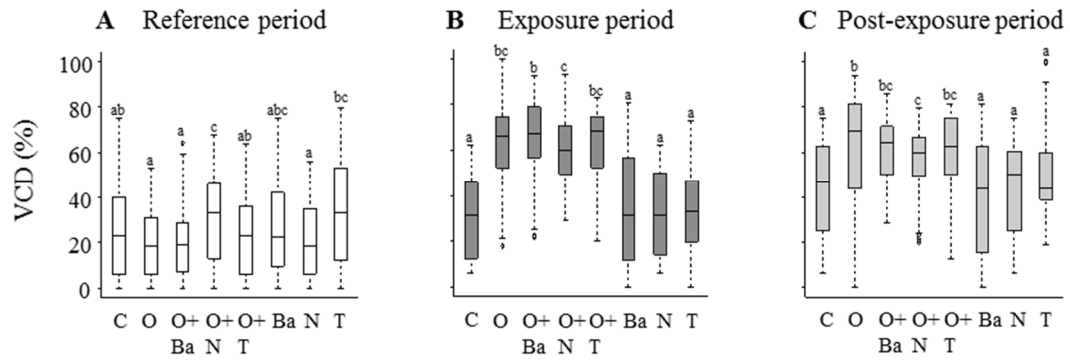 A Reference period
B Exposure period
C Post-exposure period
VCD (%)
100
80
60
40
20
0
ab a a c ab abc a bc
bc b c bc a a a a
a b bc c bc a a a
C O O+ O+ O+ Ba N T
Ba N T
C O O+ O+ O+ Ba N T
Ba N T
C O O+ O+ O+ Ba N T
Ba N T